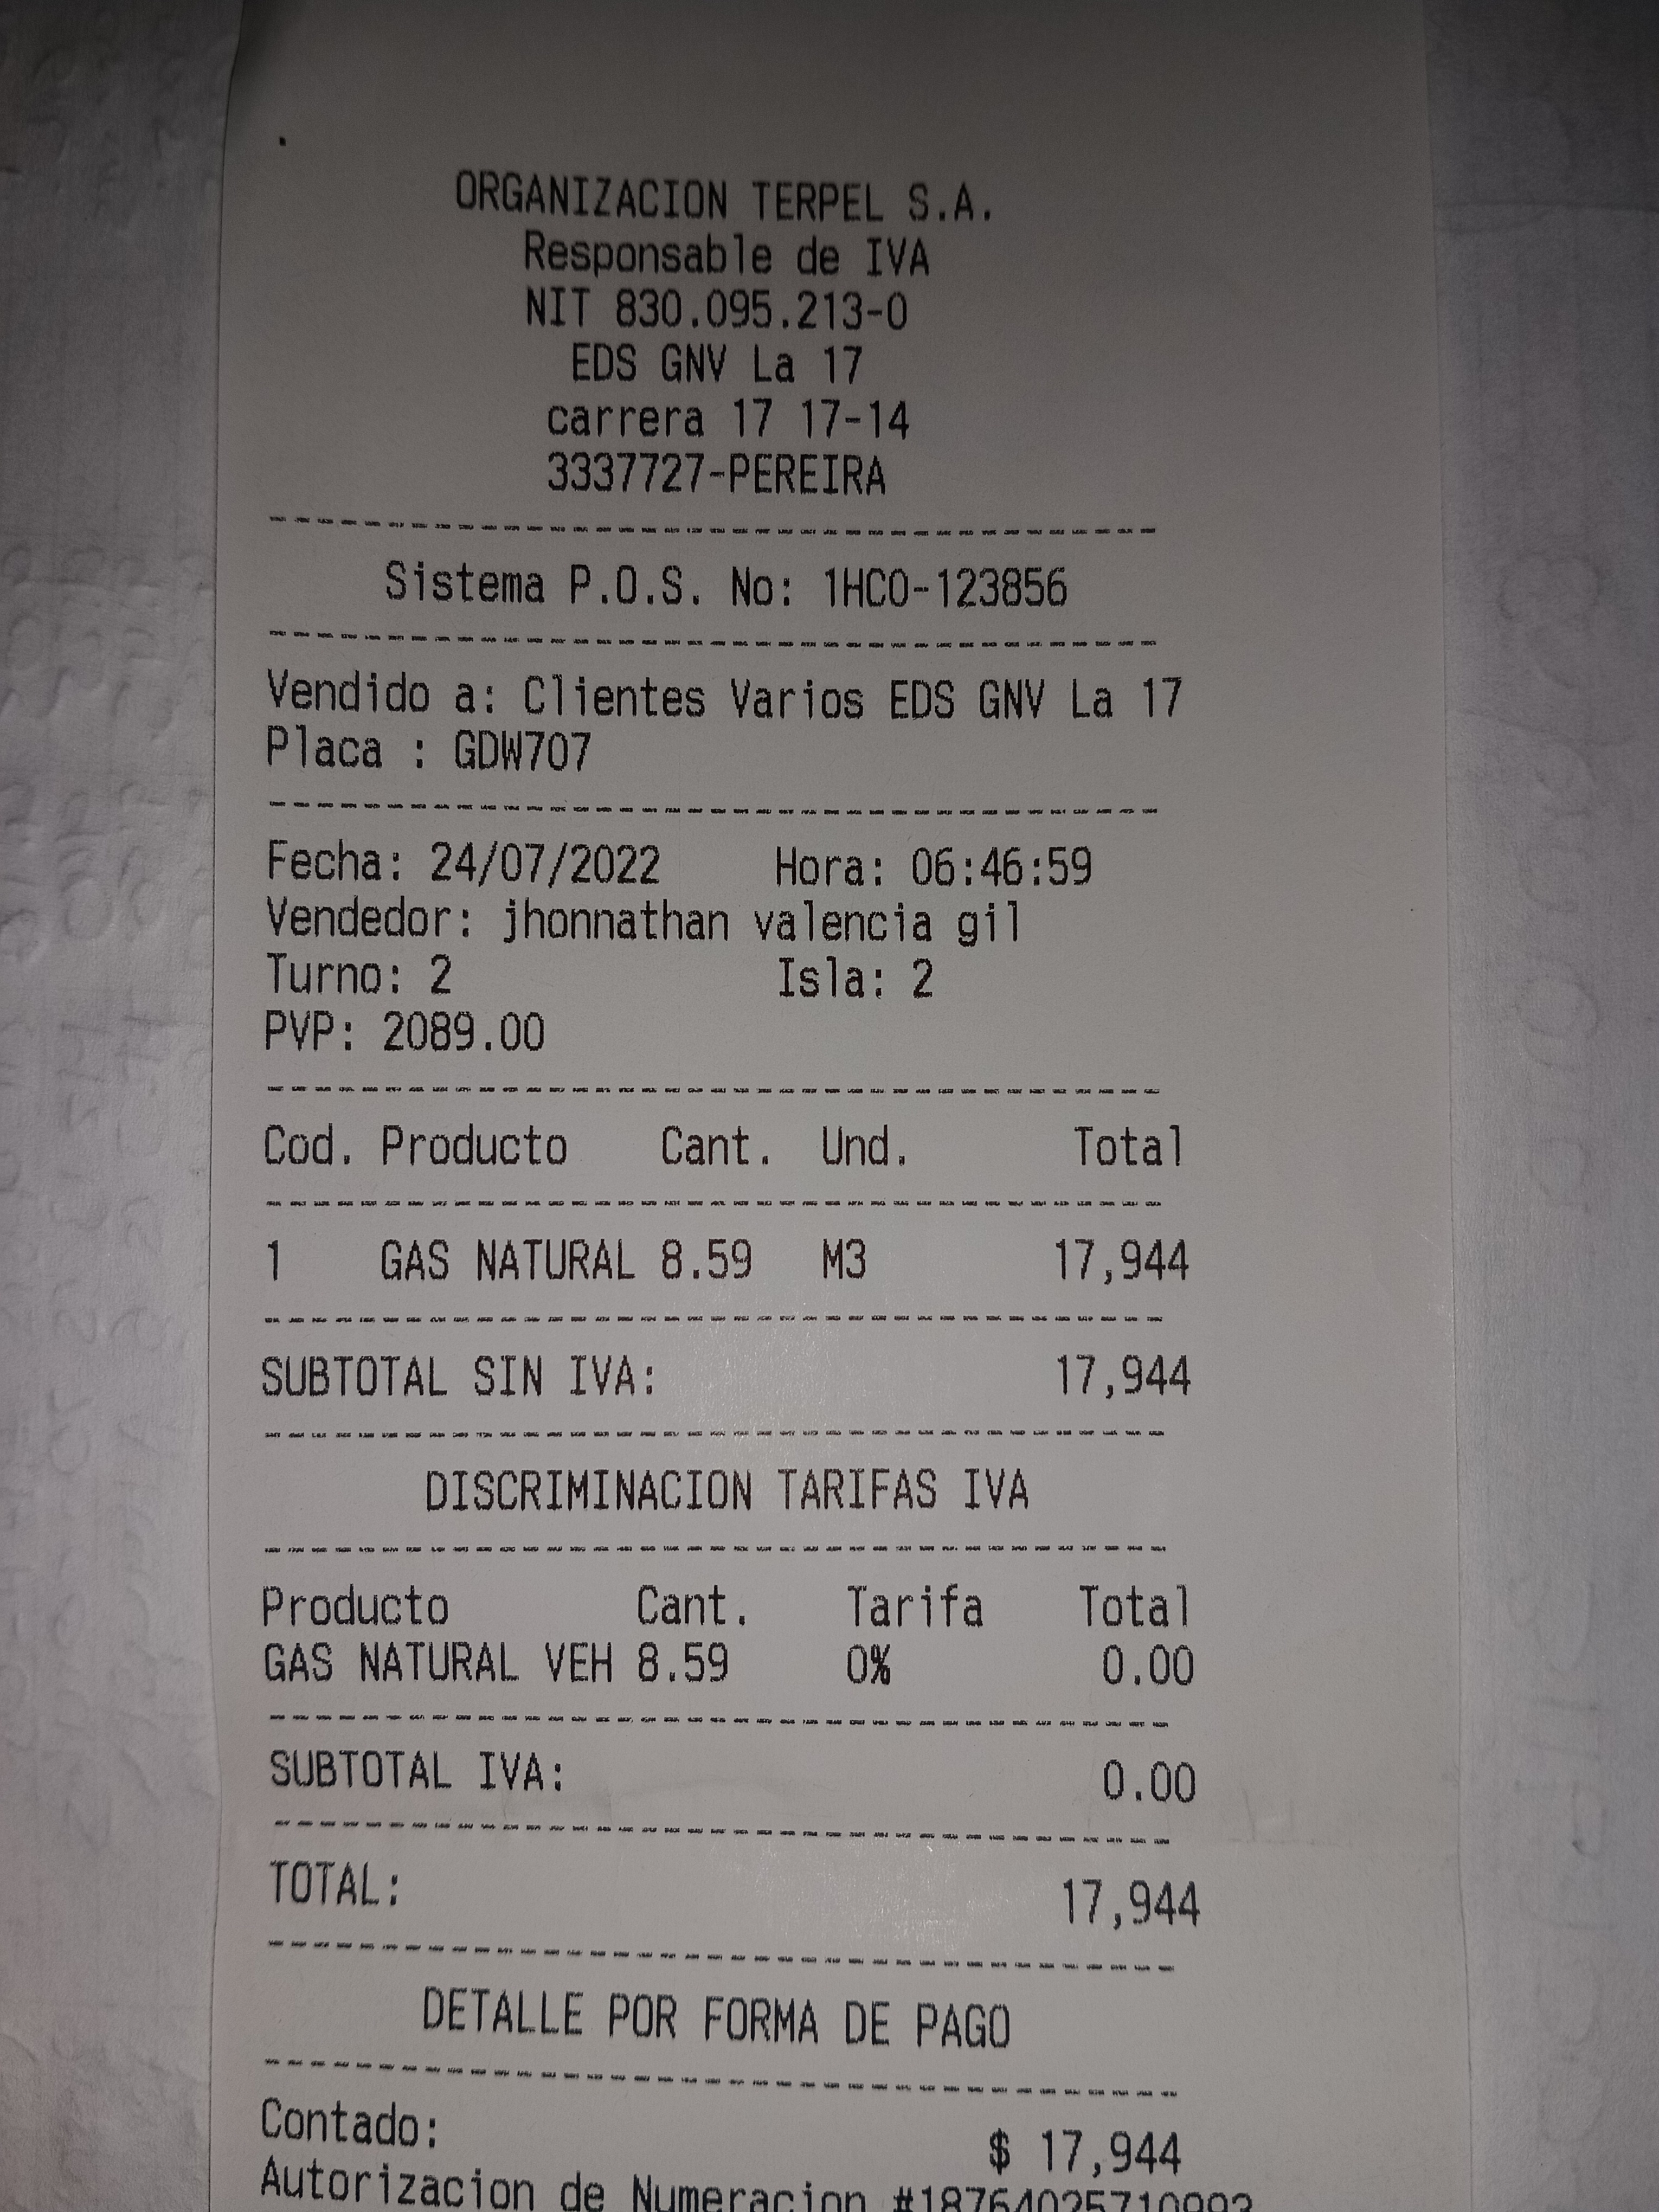 ORGANIZACION TERPEL S.A.
Responsable de IVA
NIT 830.095.213-0
EDS GNV La 17
carrera 17 17-14
3337727-PEREIRA
Sistema P.O.S. No: 1HC0-123856
Vendido a: Clientes Varios EDS GNV La 17
Placa : GDW707
Fecha: 24/07/2022 Hora: 06:46:59
Vendedor: jhonnathan valencia gil
Turno: 2 Isla: 2
PVP: 2089.00
Cod. Producto Cant. Und. Total
1 GAS NATURAL 8.59 M3 17,944
SUBTOTAL SIN IVA: 17,944
DISCRIMINACION TARIFAS IVA
Producto Cant. Tarifa Total
GAS NATURAL VEH 8.59 0% 0.00
SUBTOTAL IVA: 0.00
TOTAL: 17,944
DETALLE POR FORMA DE PAGO
Contado: $ 17,944
Autorizacion de Numeracion #18764025710993